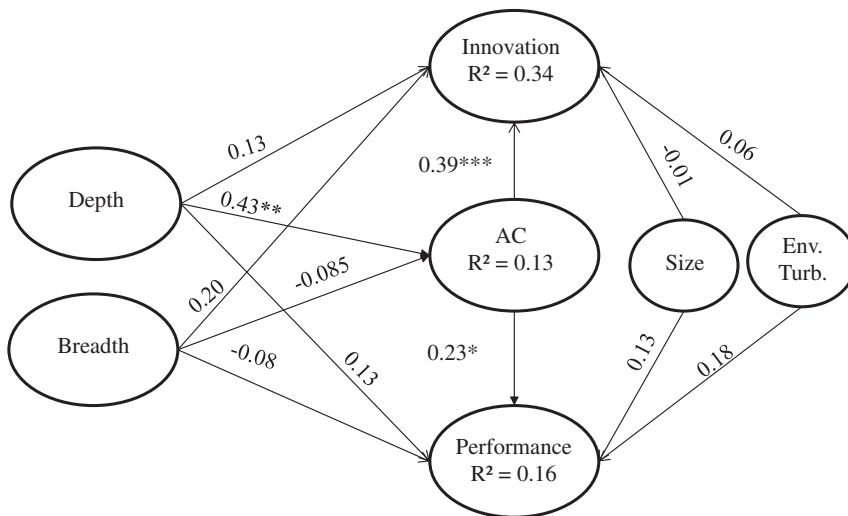 Innovation
R² = 0.34
0.13
0.06
0.39***
-0.01
Depth
0.43**
AC
R² = 0.13
Size
Env.
Turb.
-0.085
0.20
Breadth
-0.08
0.13
0.23*
0.13
0.18
Performance
R² = 0.16